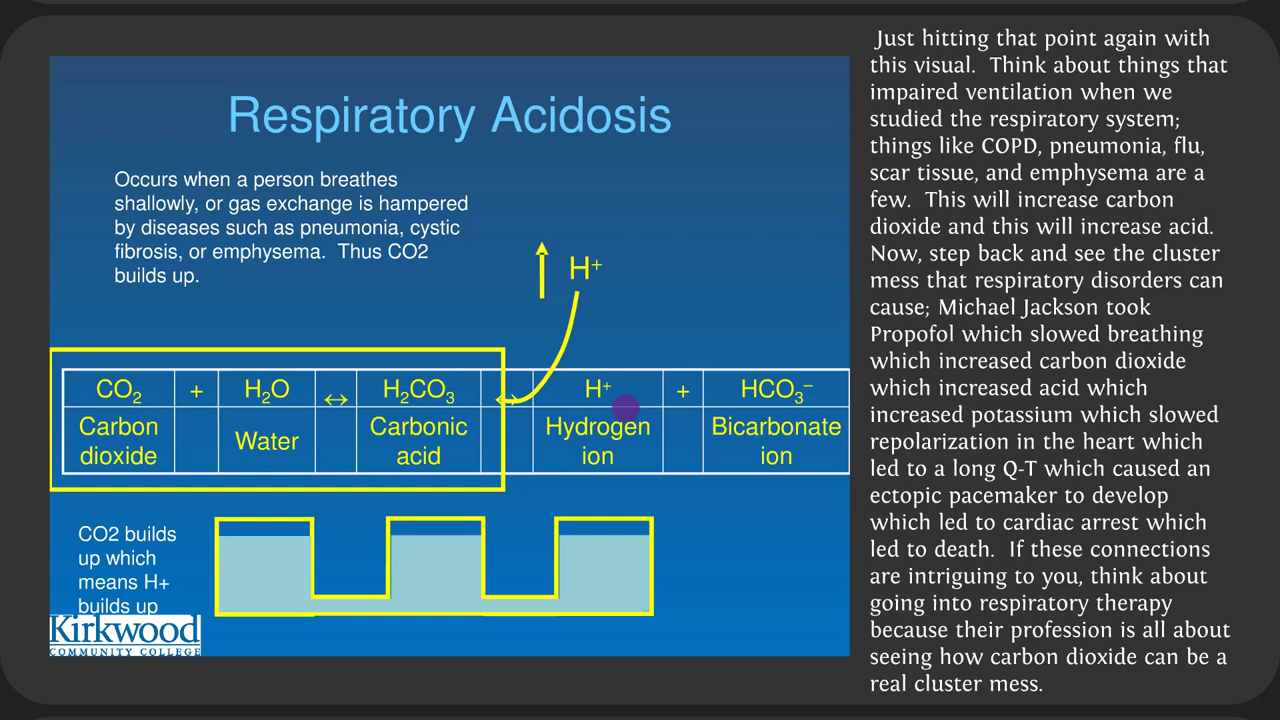 Respiratory Acidosis
Occurs when a person breathes
shallowly, or gas exchange is hampered
by diseases such as pneumonia, cystic
fibrosis, or emphysema. Thus CO2
builds up.
H⁺
CO₂ + H₂O ↔ H₂CO₃ ↔ H⁺ + HCO₃⁻
Carbon Water Carbonic Hydrogen Bicarbonate
dioxide acid ion ion
CO2 builds
up which
means H+
builds up
Kirkwood
COMMUNITY COLLEGE
Just hitting that point again with
this visual. Think about things that
impaired ventilation when we
studied the respiratory system;
things like COPD, pneumonia, flu,
scar tissue, and emphysema are a
few. This will increase carbon
dioxide and this will increase acid.
Now, step back and see the cluster
mess that respiratory disorders can
cause; Michael Jackson took
Propofol which slowed breathing
which increased carbon dioxide
which increased acid which
increased potassium which slowed
repolarization in the heart which
led to a long Q-T which caused an
ectopic pacemaker to develop
which led to cardiac arrest which
led to death. If these connections
are intriguing to you, think about
going into respiratory therapy
because their profession is all about
seeing how carbon dioxide can be a
real cluster mess.